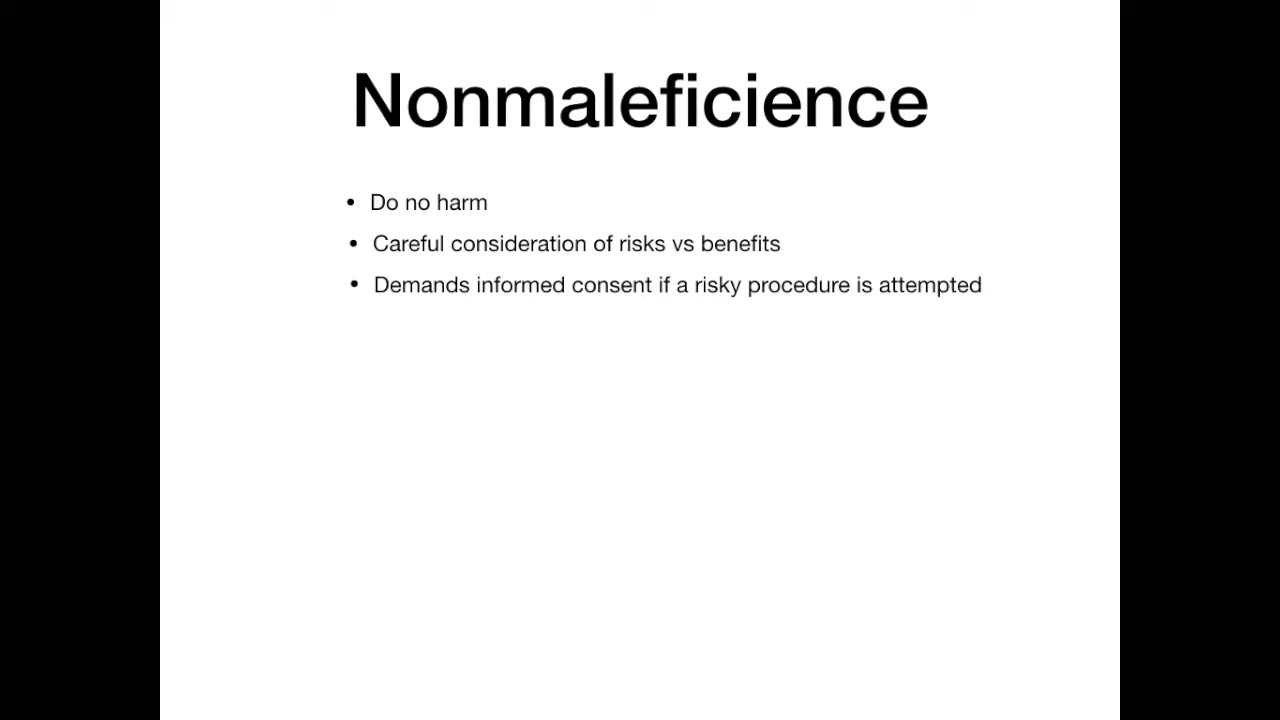 Nonmaleficience
• Do no harm
• Careful consideration of risks vs benefits
• Demands informed consent if a risky procedure is attempted